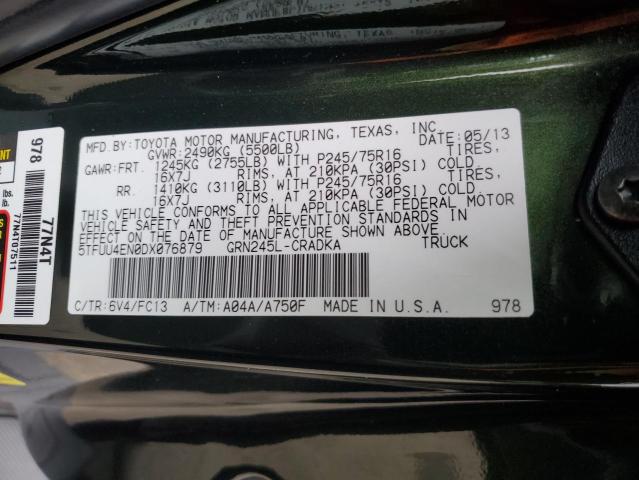 MFD.BY:TOYOTA MOTOR MANUFACTURING, TEXAS, INC.
GVWR:2490KG (5500LB) DATE: 05/13
GAWR:FRT. 1245KG (2755LB) WITH P245/75R16 TIRES,
16X7J RIMS, AT 210KPA (30PSI) COLD
RR. 1410KG (3110LB) WITH P245/75R16 TIRES,
16X7J RIMS, AT 210KPA (30PSI) COLD.
THIS VEHICLE CONFORMS TO ALL APPLICABLE FEDERAL MOTOR
VEHICLE SAFETY AND THEFT PREVENTION STANDARDS IN
EFFECT ON THE DATE OF MANUFACTURE SHOWN ABOVE.
5TFUU4EN0DX076879 GRN245L-CRADKA TRUCK
C/TR:6V4/FC13 A/TM:A04A/A750F MADE IN U.S.A. 978
978
77N4T
77N4T07511
lbs.